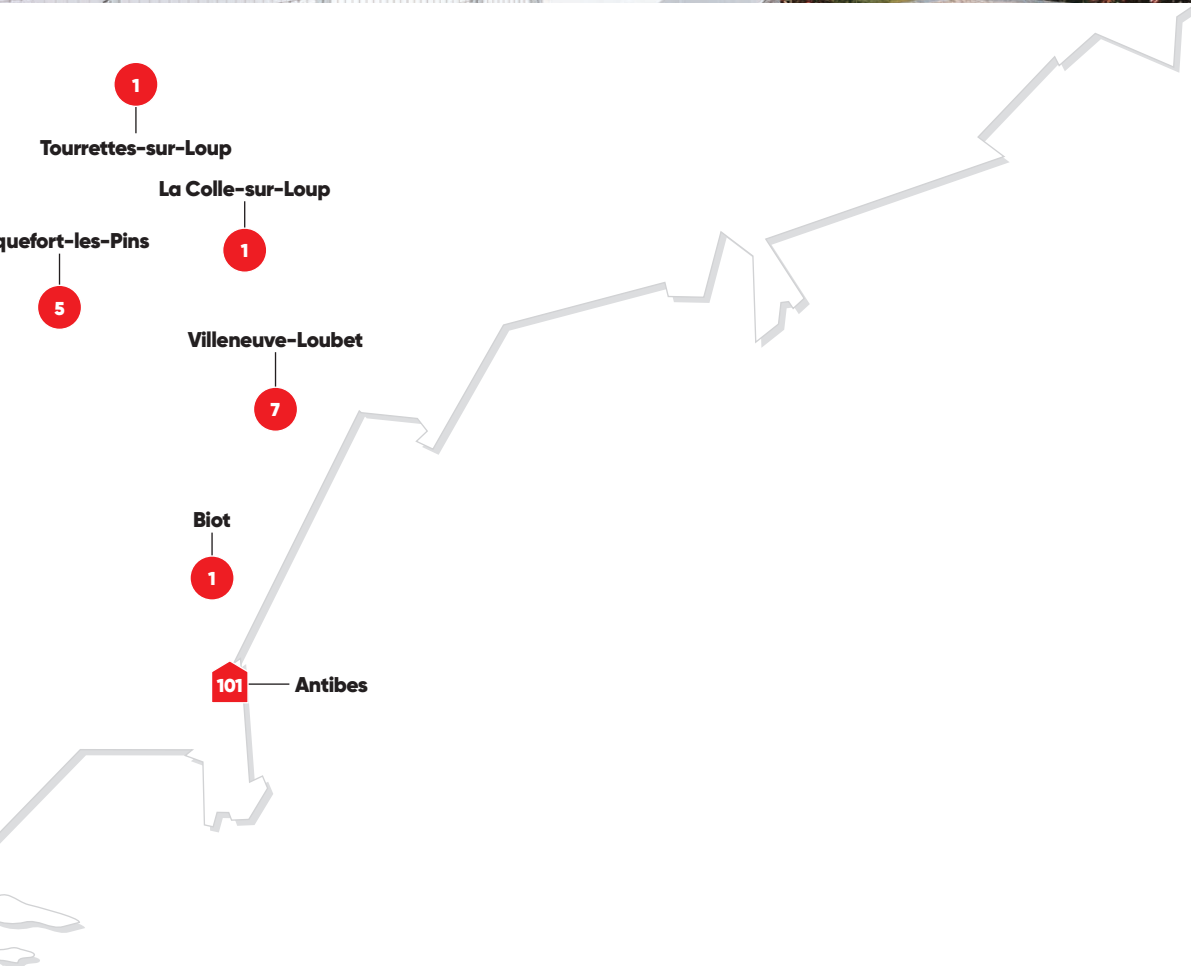 1
Tourrettes-sur-Loup
La Colle-sur-Loup
1
quefort-les-Pins
5
Villeneuve-Loubet
7
Biot
1
101 Antibes